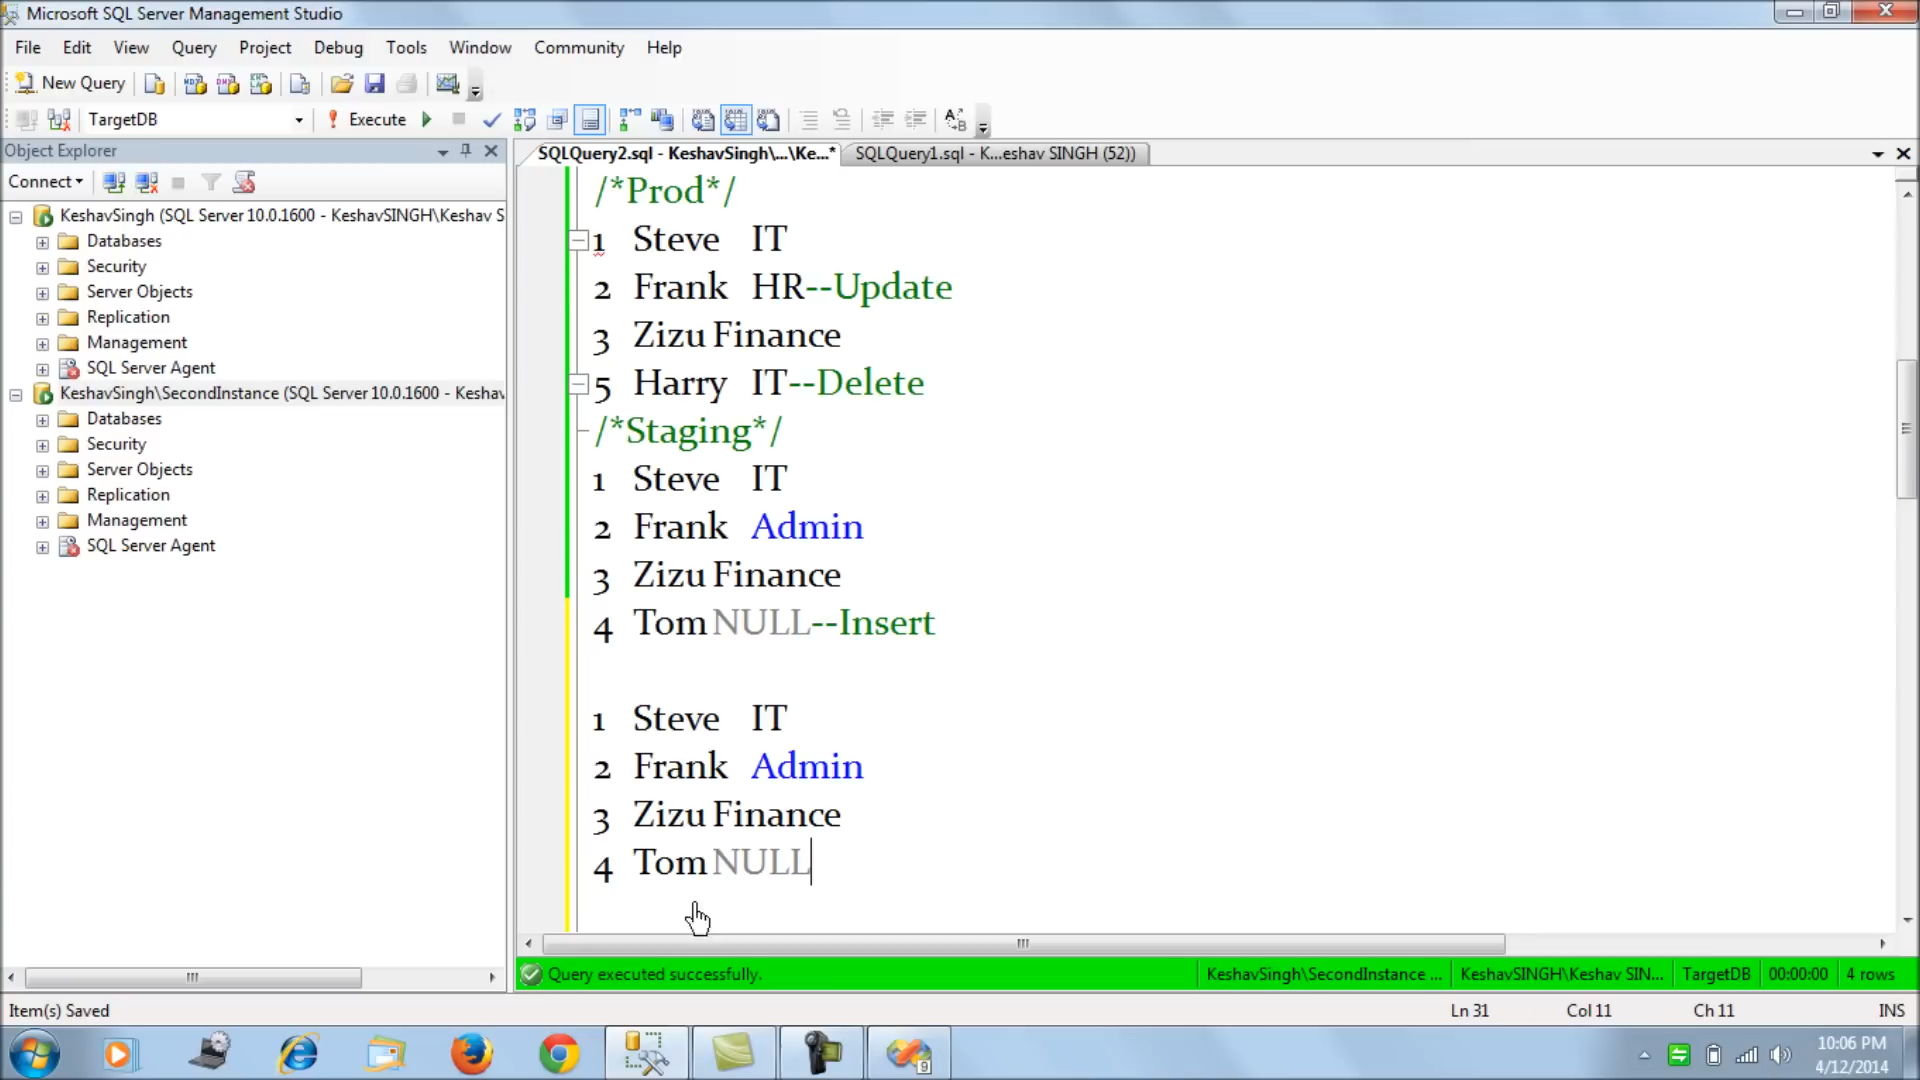 Microsoft SQL Server Management Studio
File Edit View Query Project Debug Tools Window Community Help
New Query
TargetDB Execute
Object Explorer
SQLQuery2.sql - KeshavSingh\...\Ke...* SQLQuery1.sql - K...eshav SINGH (52))
Connect
KeshavSingh (SQL Server 10.0.1600 - KeshavSINGH\Keshav S
Databases
Security
Server Objects
Replication
Management
SQL Server Agent
KeshavSingh\SecondInstance (SQL Server 10.0.1600 - Keshav
Databases
Security
Server Objects
Replication
Management
SQL Server Agent
/*Prod*/
1 Steve IT
2 Frank HR--Update
3 Zizu Finance
5 Harry IT--Delete
/*Staging*/
1 Steve IT
2 Frank Admin
3 Zizu Finance
4 Tom NULL--Insert
1 Steve IT
2 Frank Admin
3 Zizu Finance
4 Tom NULL
Query executed successfully. KeshavSingh\SecondInstance ... KeshavSINGH\Keshav SIN... TargetDB 00:00:00 4 rows
Item(s) Saved Ln 31 Col 11 Ch 11 INS
9
10:06 PM
4/12/2014